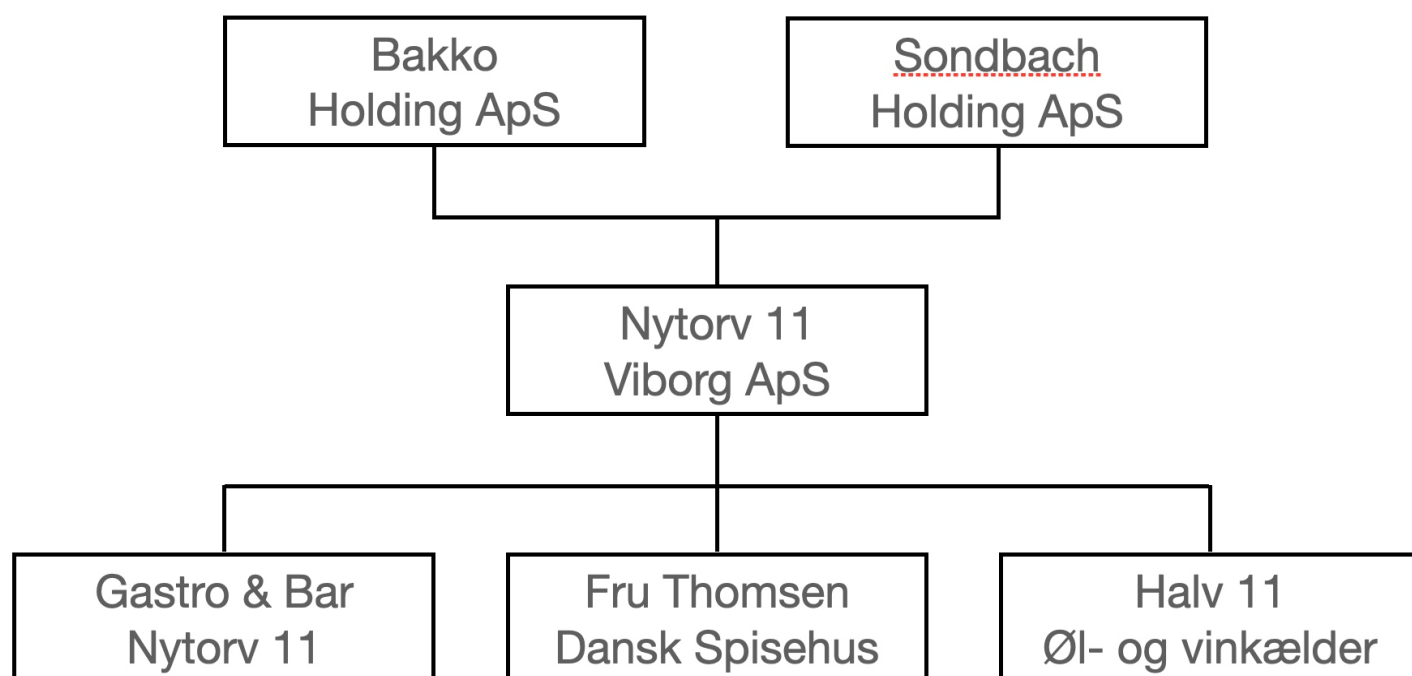 Bakko
Holding ApS
Sondbach
Holding ApS
Nytorv 11
Viborg ApS
Gastro & Bar
Nytorv 11
Fru Thomsen
Dansk Spisehus
Halv 11
Øl- og vinkælder